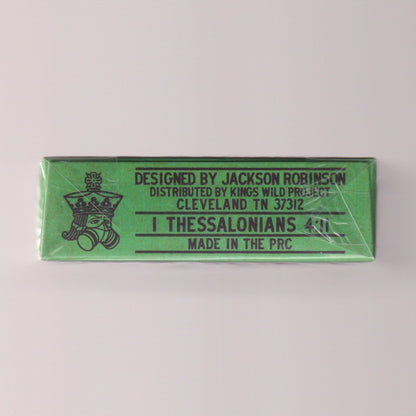 DESIGNED BY JACKSON ROBINSON
DISTRIBUTED BY KINGS WILD PROJECT
CLEVELAND TN 37312
1 THESSALONIANS 4:11
MADE IN THE PRC